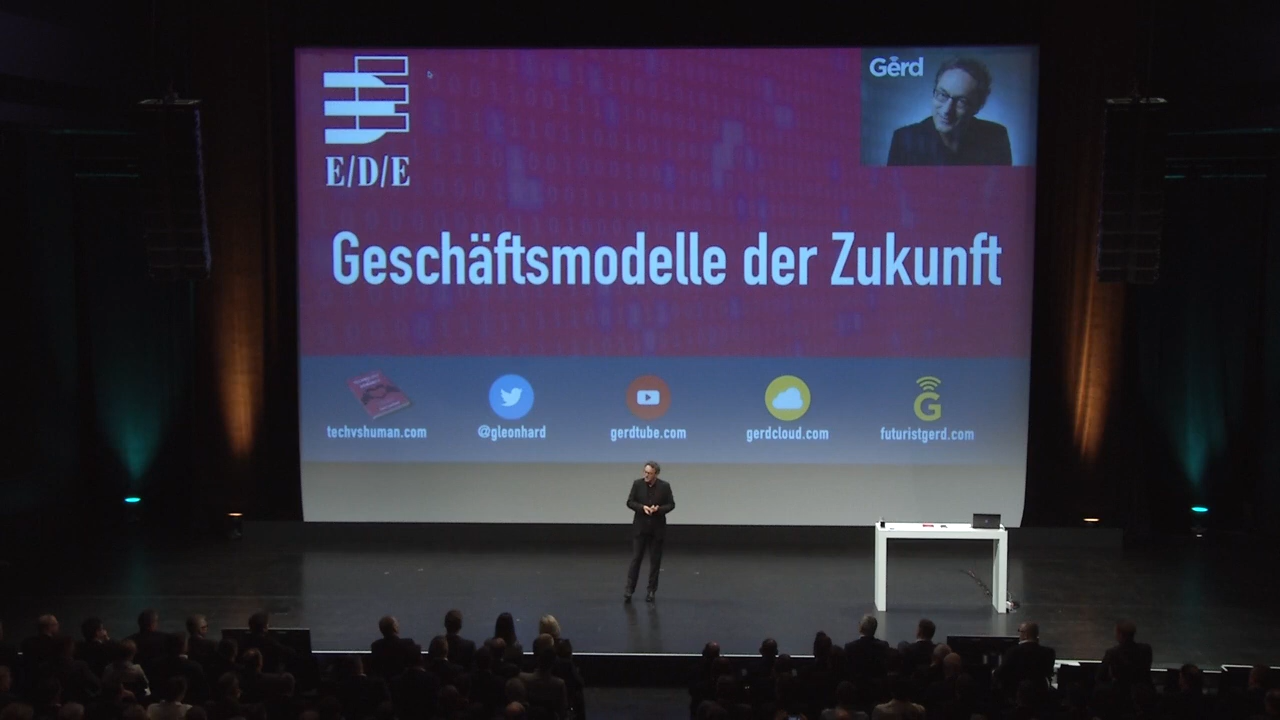 E/D/E
Gerd
Geschäftsmodelle der Zukunft
techvshuman.com
@gleonhard
gerdtube.com
gerdcloud.com
G
futuristgerd.com